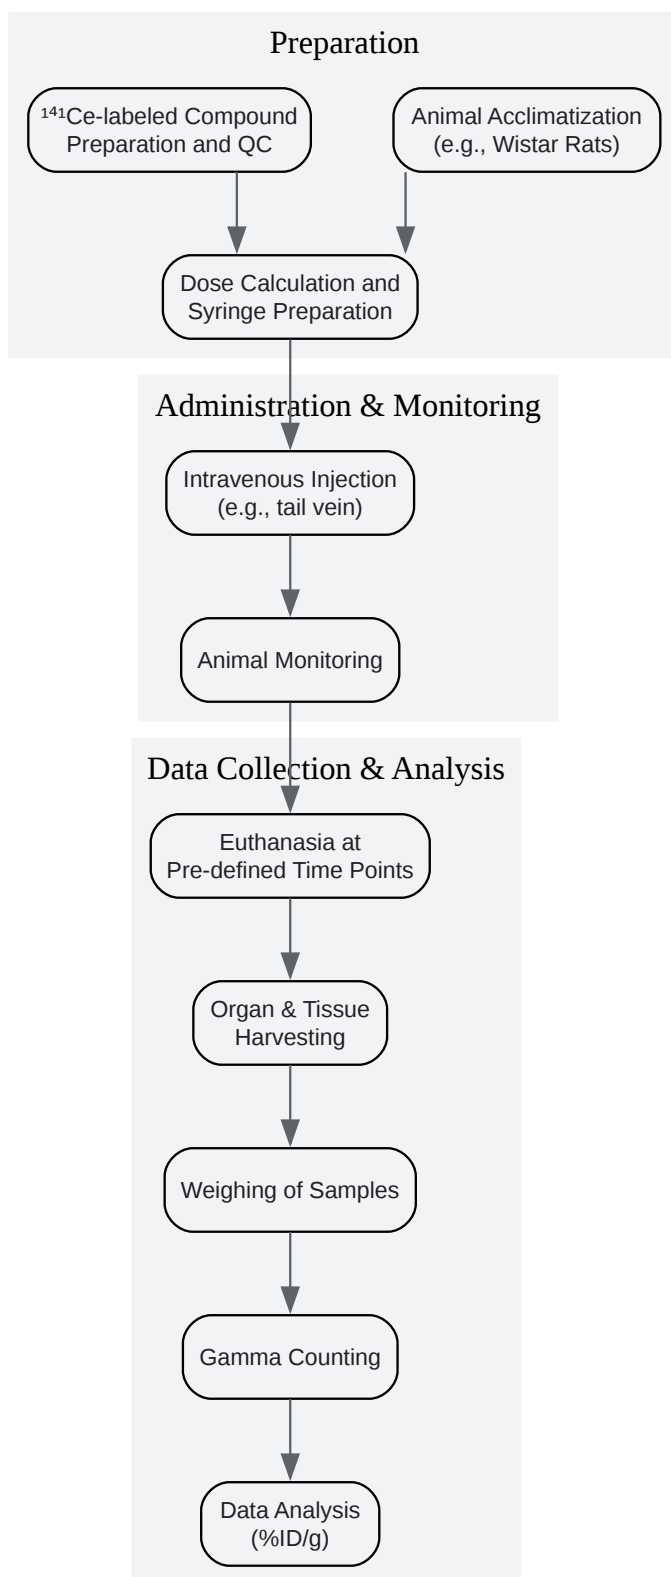 Preparation
¹⁴¹Ce-labeled Compound
Preparation and QC
Animal Acclimatization
(e.g., Wistar Rats)
Dose Calculation and
Syringe Preparation
Administration & Monitoring
Intravenous Injection
(e.g., tail vein)
Animal Monitoring
Data Collection & Analysis
Euthanasia at
Pre-defined Time Points
Organ & Tissue
Harvesting
Weighing of Samples
Gamma Counting
Data Analysis
(%ID/g)